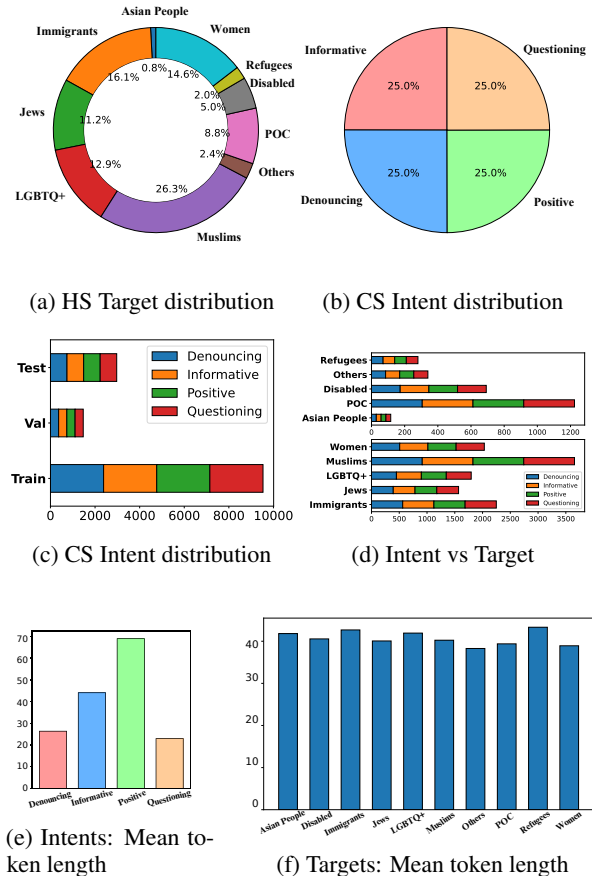 Asian People
Immigrants
Women
Refugees
Disabled
Jews
POC
Others
LGBTQ+
Muslims
0.8%
14.6%
16.1%
2.0%
5.0%
11.2%
8.8%
2.4%
12.9%
26.3%
(a) HS Target distribution
Informative
Questioning
25.0%
25.0%
25.0%
25.0%
Denouncing
Positive
(b) CS Intent distribution
Test
Val
Train
Denouncing
Informative
Positive
Questioning
0 2000 4000 6000 8000 10000
(c) CS Intent distribution
Refugees
Others
Disabled
POC
Asian People
0 200 400 600 800 1000 1200
Women
Muslims
LGBTQ+
Jews
Immigrants
Denouncing
Informative
Positive
Questioning
0 500 1000 1500 2000 2500 3000 3500
(d) Intent vs Target
70
60
50
40
30
20
10
0
Denouncing Informative Positive Questioning
(e) Intents: Mean to-
ken length
40
30
20
10
0
Asian People Disabled Immigrants Jews LGBTQ+ Muslims Others POC Refugees Women
(f) Targets: Mean token length